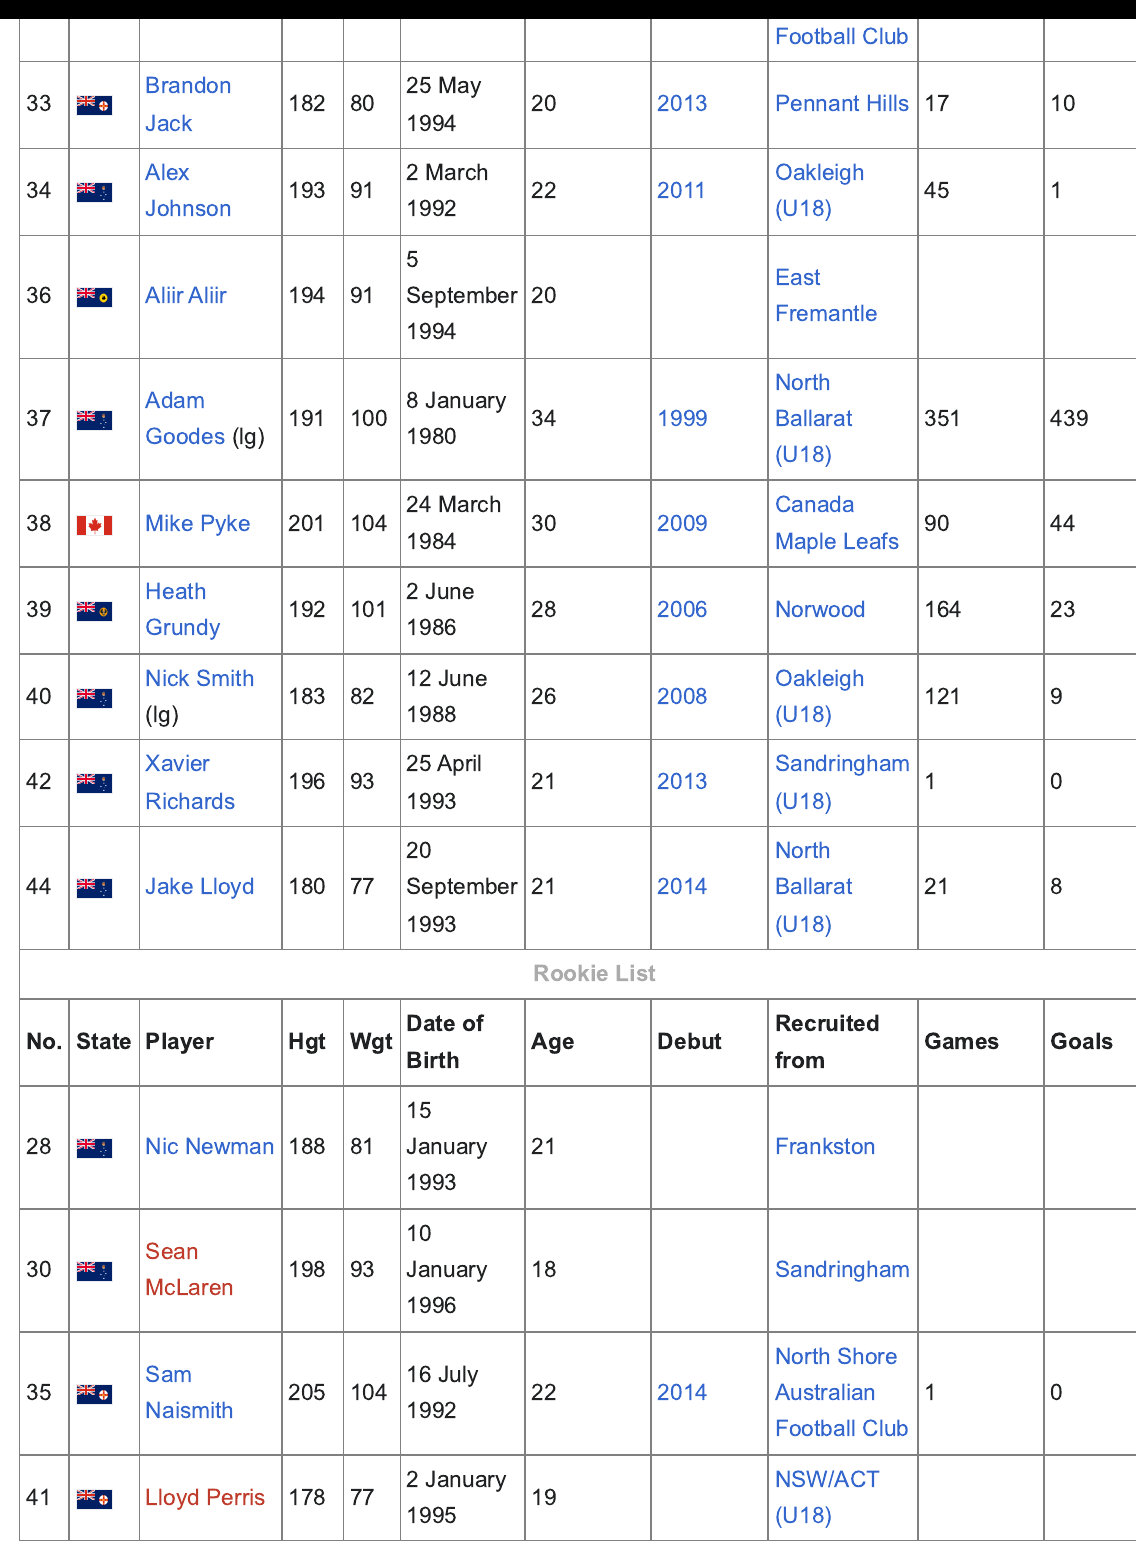 Football Club
33 Brandon Jack 182 80 25 May 1994 20 2013 Pennant Hills 17 10
34 Alex Johnson 193 91 2 March 1992 22 2011 Oakleigh (U18) 45 1
36 Aliir Aliir 194 91 5 September 1994 20 East Fremantle
37 Adam Goodes (lg) 191 100 8 January 1980 34 1999 North Ballarat (U18) 351 439
38 Mike Pyke 201 104 24 March 1984 30 2009 Canada Maple Leafs 90 44
39 Heath Grundy 192 101 2 June 1986 28 2006 Norwood 164 23
40 Nick Smith (lg) 183 82 12 June 1988 26 2008 Oakleigh (U18) 121 9
42 Xavier Richards 196 93 25 April 1993 21 2013 Sandringham (U18) 1 0
44 Jake Lloyd 180 77 20 September 1993 21 2014 North Ballarat (U18) 21 8
Rookie List
No. State Player Hgt Wgt Date of Birth Age Debut Recruited from Games Goals
28 Nic Newman 188 81 15 January 1993 21 Frankston
30 Sean McLaren 198 93 10 January 1996 18 Sandringham
35 Sam Naismith 205 104 16 July 1992 22 2014 North Shore Australian Football Club 1 0
41 Lloyd Perris 178 77 2 January 1995 19 NSW/ACT (U18)